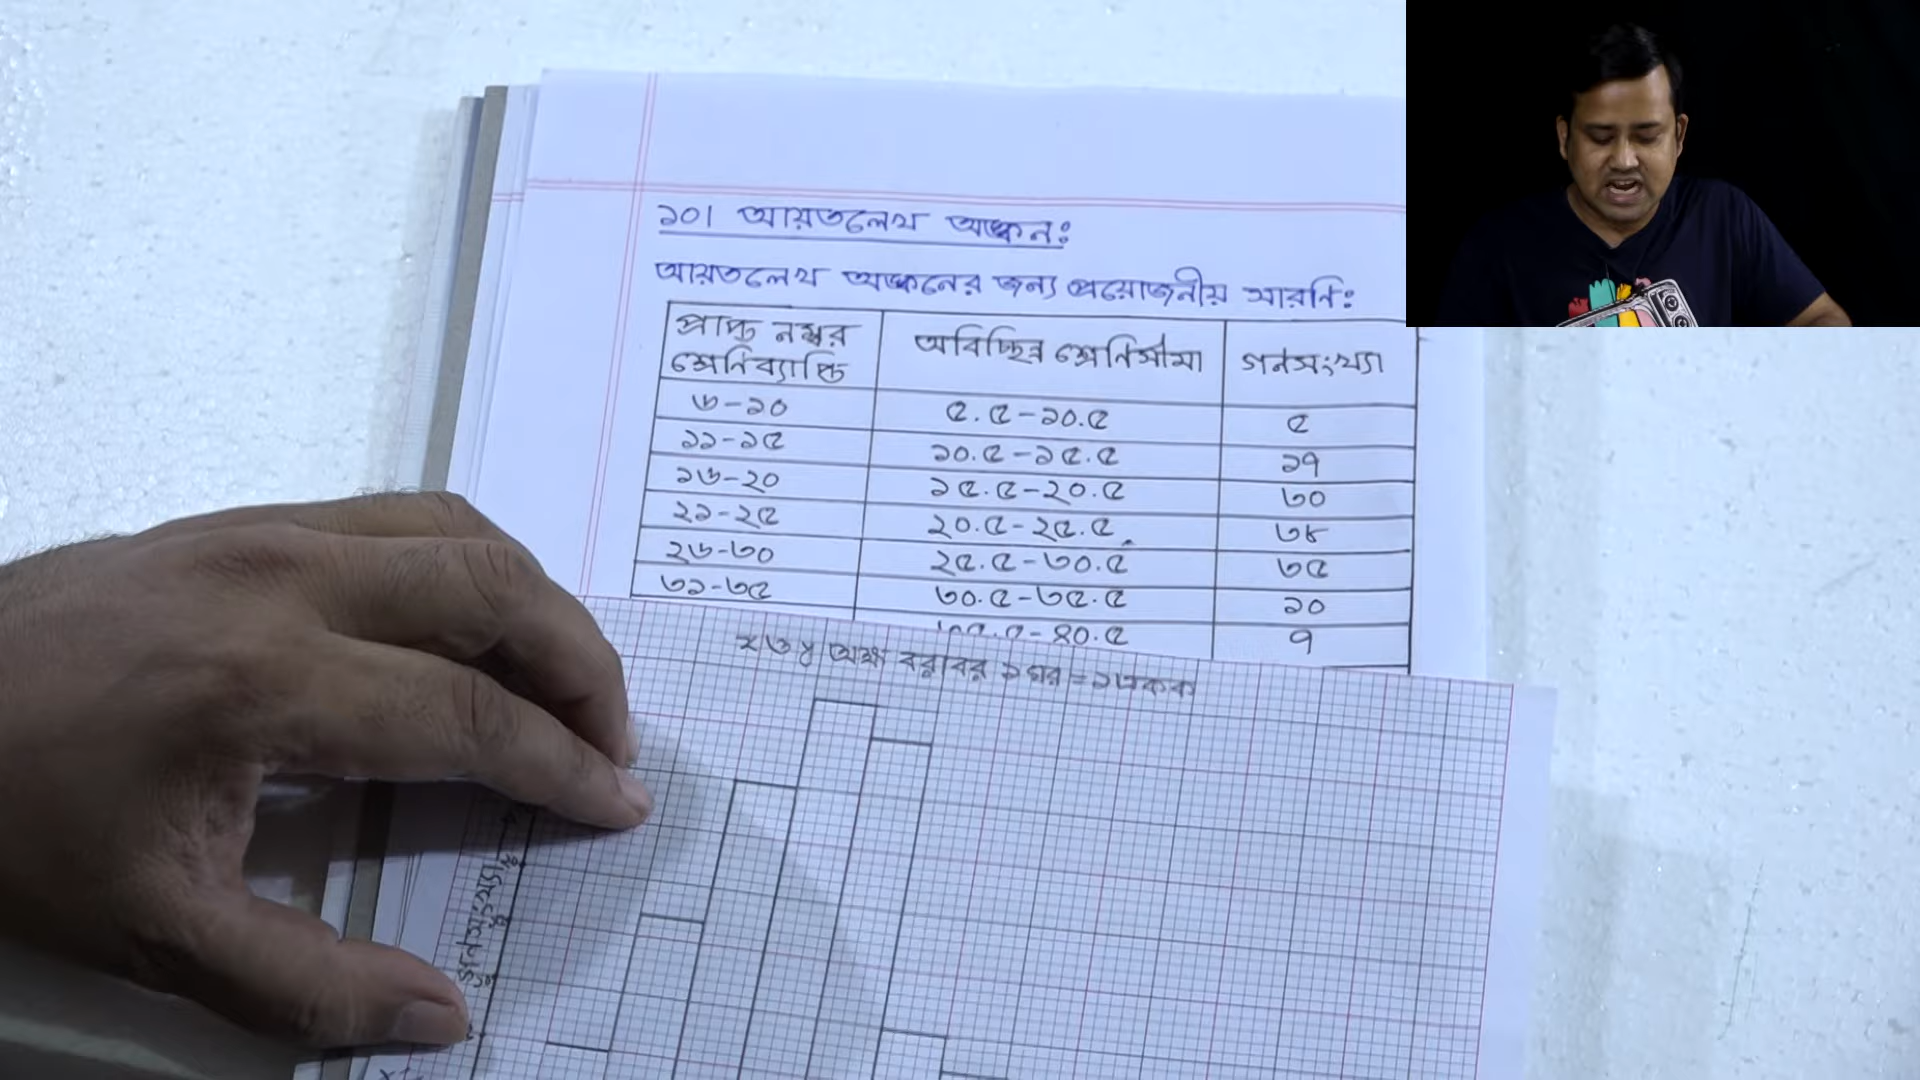 ১০। আয়তলেখ অঙ্কন:
আয়তলেখ অঙ্কনের জন্য প্রয়োজনীয় সারণি:
প্রাপ্ত নম্বর শ্রেণিব্যাপ্তি অবিচ্ছিন্ন শ্রেণিসীমা গনসংখ্যা
৬-১০ ৫.৫-১০.৫ ৫
১১-১৫ ১০.৫-১৫.৫ ১৭
১৬-২০ ১৫.৫-২০.৫ ৩০
২১-২৫ ২০.৫-২৫.৫ ৩৮
২৬-৩০ ২৫.৫-৩০.৫ ৩৫
৩১-৩৫ ৩০.৫-৩৫.৫ ১০
-৪০.৫ ৭
x ও y অক্ষ বরাবর ১ ঘর = ১ একক
গণসংখ্যা